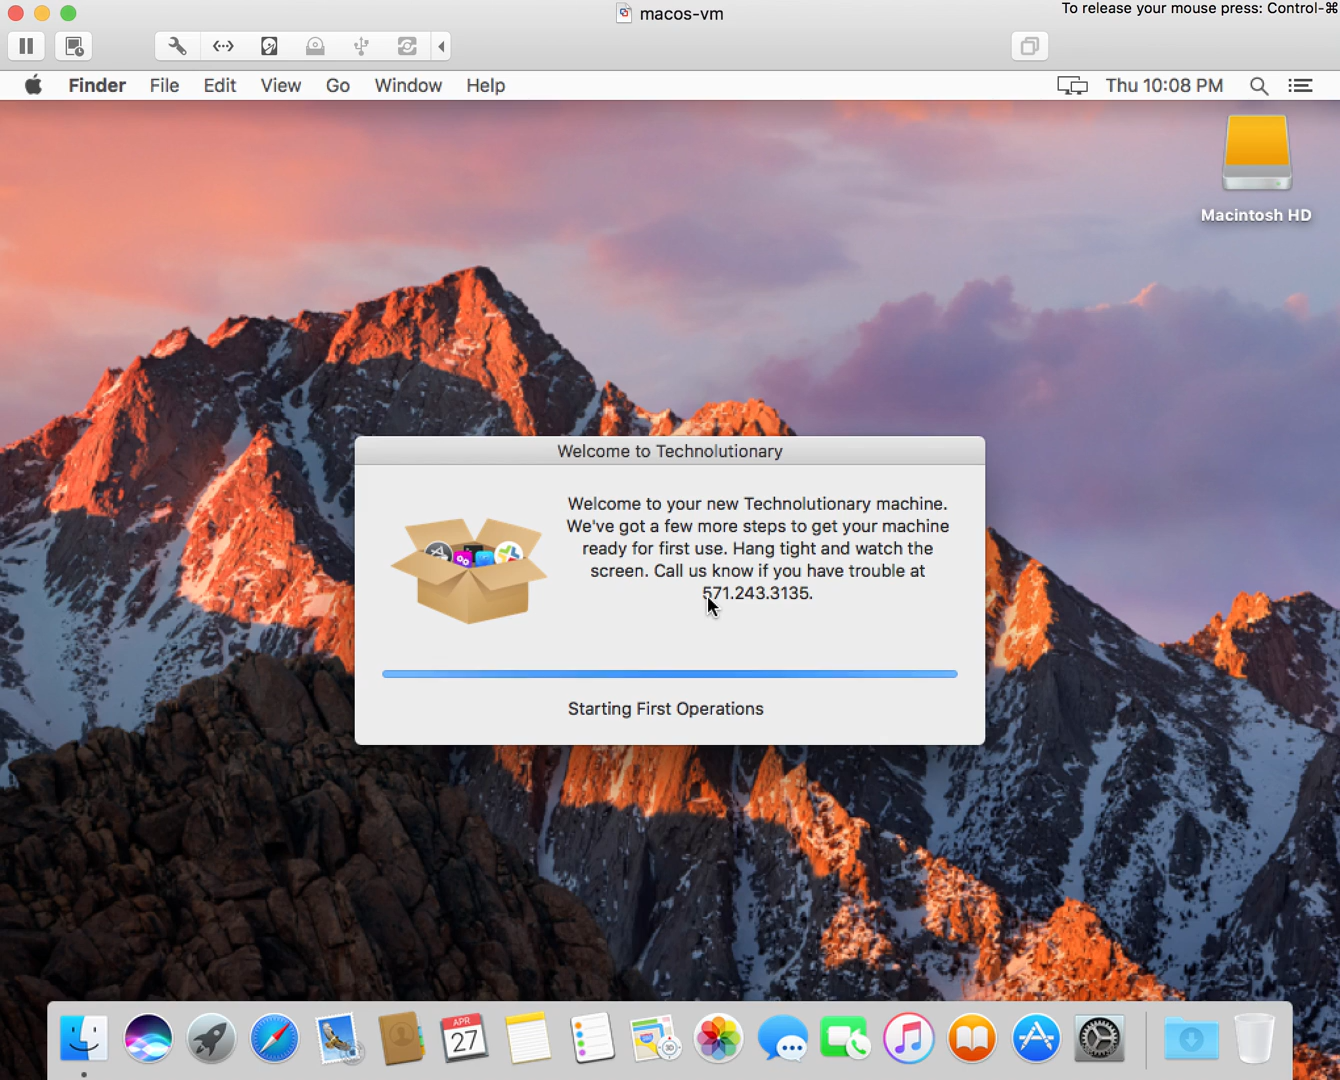 macos-vm
To release your mouse press: Control-⌘
Finder File Edit View Go Window Help
Thu 10:08 PM
Macintosh HD
Welcome to Technolutionary
Welcome to your new Technolutionary machine.
We've got a few more steps to get your machine
ready for first use. Hang tight and watch the
screen. Call us know if you have trouble at
571.243.3135.
Starting First Operations
APR
27